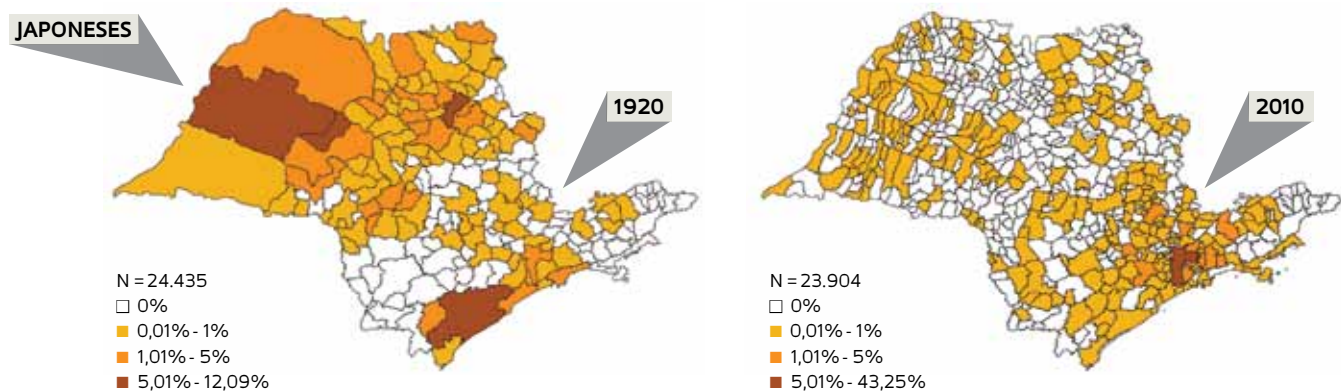 JAPONESES
1920
N = 24.435
0%
0,01% - 1%
1,01% - 5%
5,01% - 12,09%
2010
N = 23.904
0%
0,01% - 1%
1,01% - 5%
5,01% - 43,25%